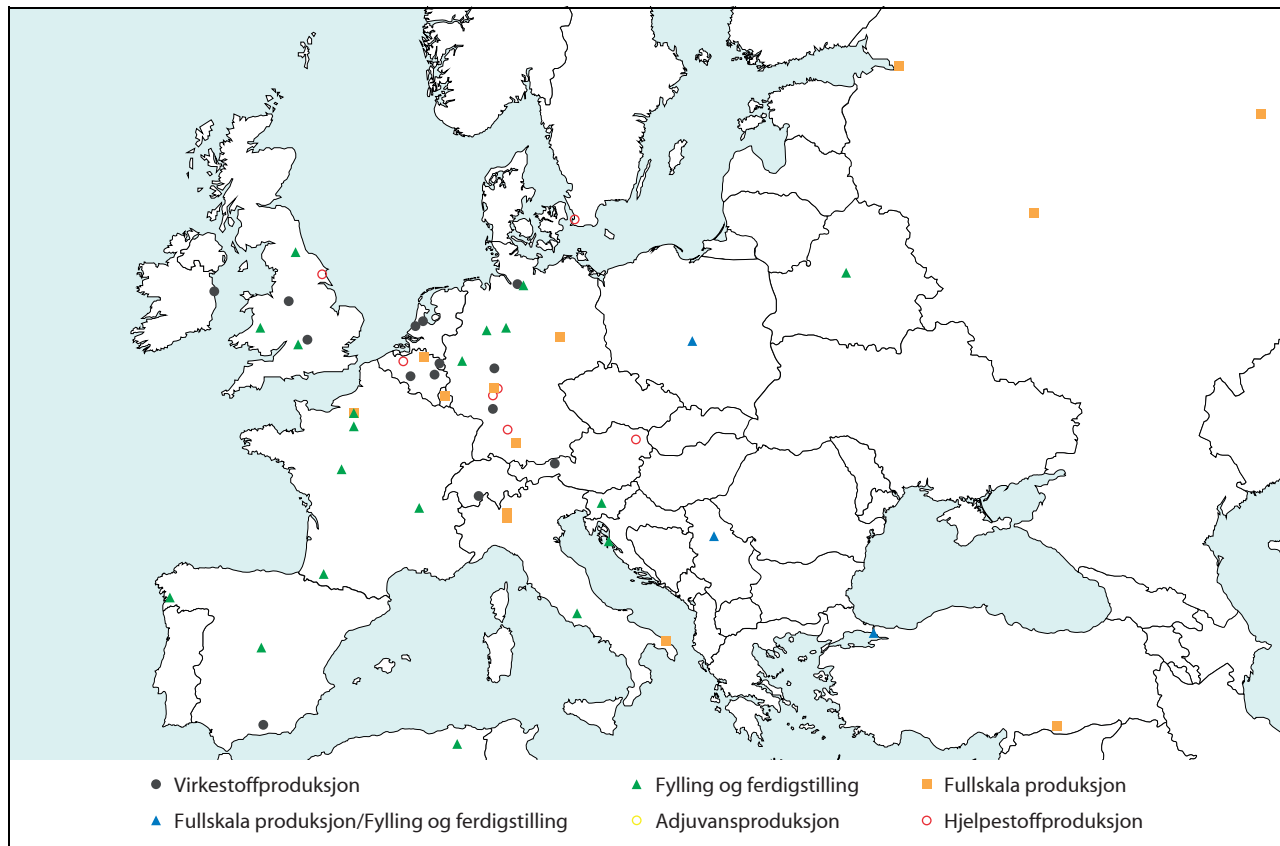 Virkestoffproduksjon
Fylling og ferdigstilling
Fullskala produksjon
Fullskala produksjon/Fylling og ferdigstilling
Adjuvansproduksjon
Hjelpestoffproduksjon